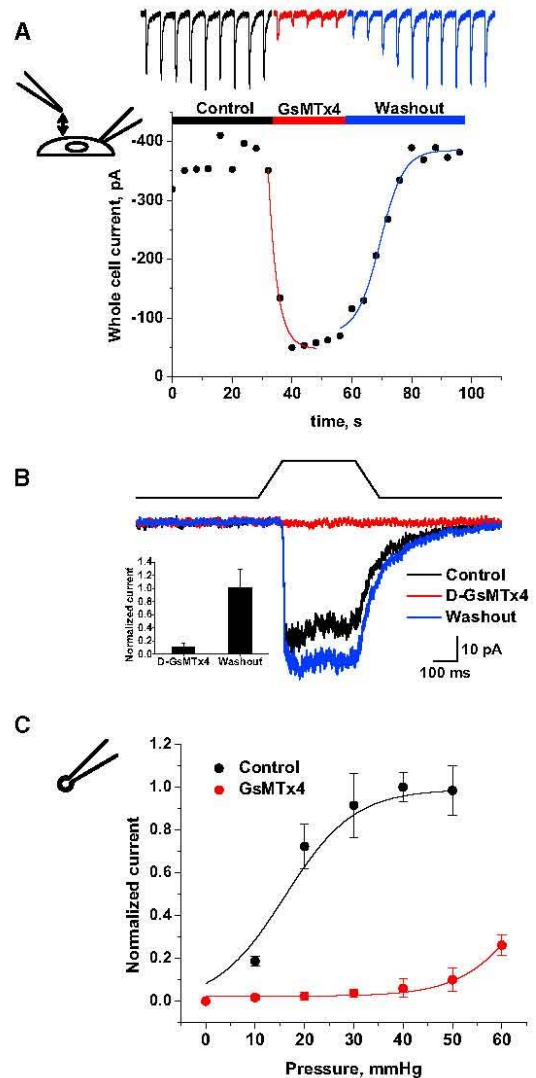 A
Control GsMTx4 Washout
-400
-300
-200
-100
0
Whole cell current, pA
0 20 40 60 80 100
time, s
B
Normalized current
1.4
1.2
1.0
0.8
0.6
0.4
0.2
0.0
D-GsMTx4 Washout
Control
D-GsMTx4
Washout
10 pA
100 ms
C
Control
GsMTx4
1.2
1.0
0.8
0.6
0.4
0.2
0.0
Normalized current
0 10 20 30 40 50 60
Pressure, mmHg